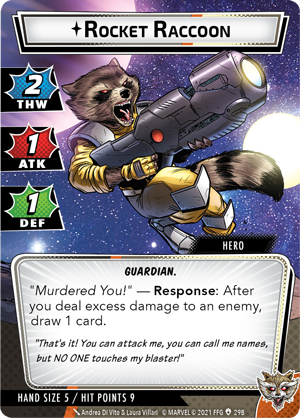 ROCKET RACCOON
2
THW
1
ATK
1
DEF
HERO
GUARDIAN.
"Murdered You!" — Response: After
you deal excess damage to an enemy,
draw 1 card.
"That's it! You can attack me, you can call me names,
but NO ONE touches my blaster!"
HAND SIZE 5 / HIT POINTS 9
Andrea Di Vito & Laura Villari © MARVEL © 2021 FFG 29B